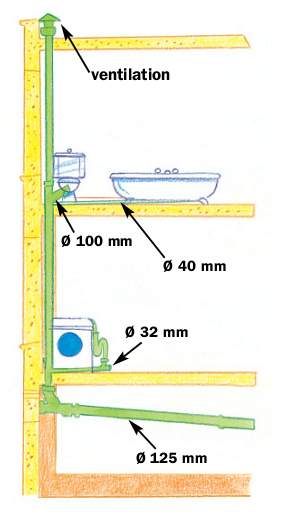 ventilation
Ø 100 mm
Ø 40 mm
Ø 32 mm
Ø 125 mm